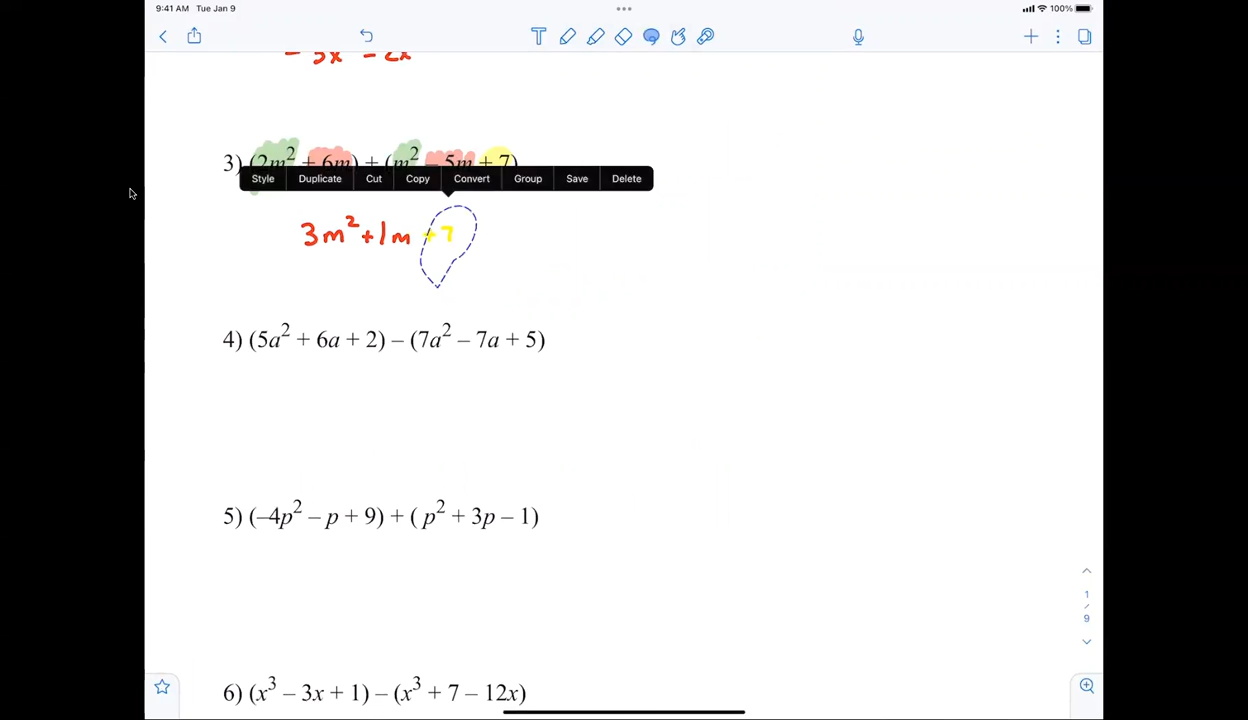 9:41 AM Tue Jan 9
100%
– 3x – 2x
3) (2m² + 6m) + (m² – 5m + 7)
Style Duplicate Cut Copy Convert Group Save Delete
3m² + 1m + 7
4) (5a² + 6a + 2) – (7a² – 7a + 5)
5) (–4p² – p + 9) + ( p² + 3p – 1)
1
/
9
6) (x³ – 3x + 1) – (x³ + 7 – 12x)